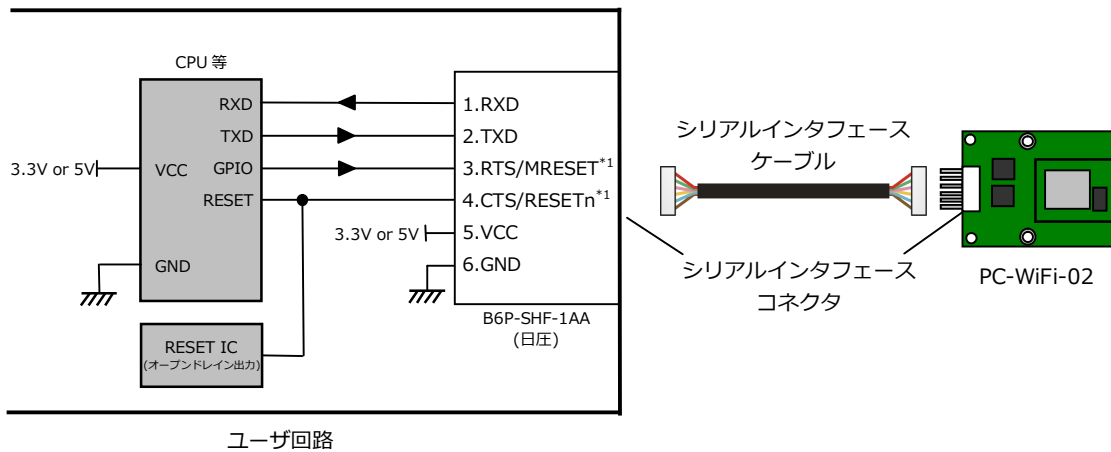 CPU 等
RXD
TXD
GPIO
RESET
VCC
GND
3.3V or 5V
1.RXD
2.TXD
3.RTS/MRESET*1
4.CTS/RESETn*1
5.VCC
6.GND
3.3V or 5V
B6P-SHF-1AA
(日圧)
RESET IC
(オープンドレイン出力)
ユーザ回路
シリアルインタフェース
ケーブル
シリアルインタフェース
コネクタ
PC-WiFi-02